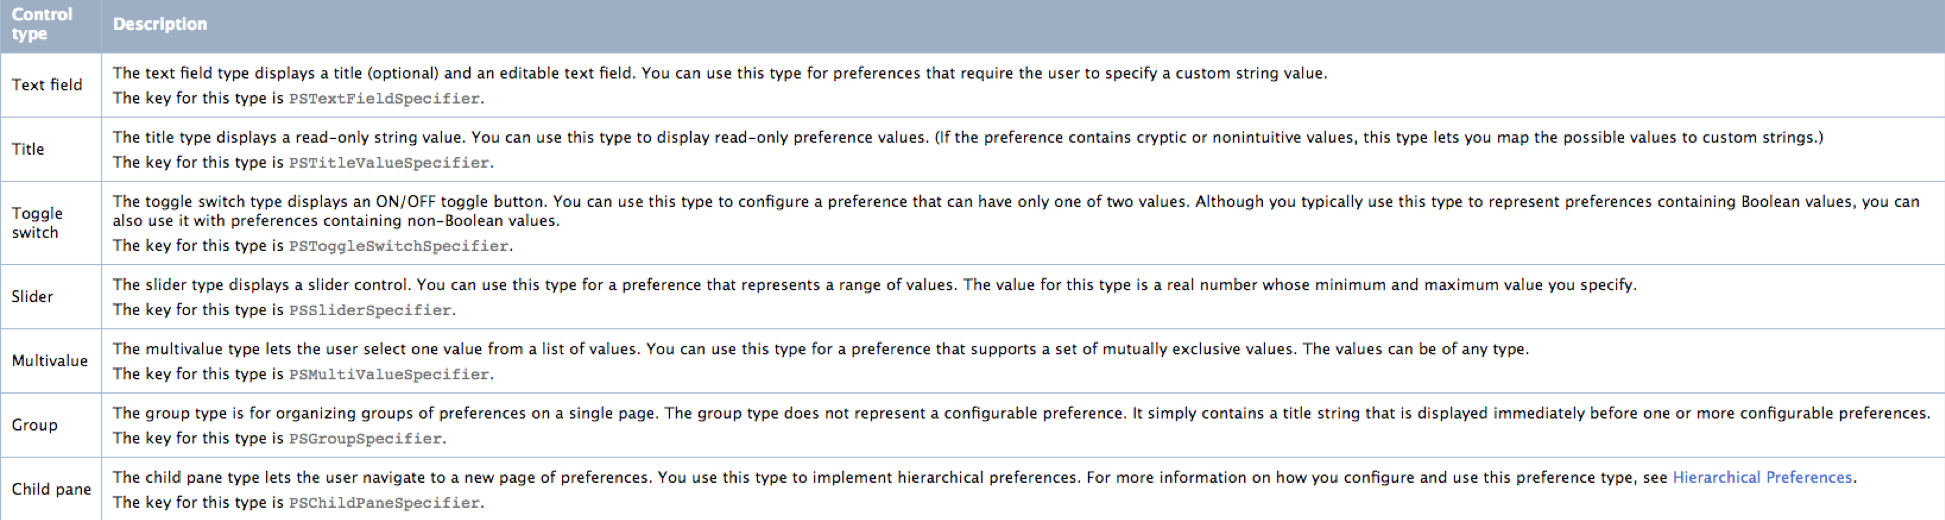 Control
type
Description
Text field
The text field type displays a title (optional) and an editable text field. You can use this type for preferences that require the user to specify a custom string value.
The key for this type is PSTextFieldSpecifier.
Title
The title type displays a read-only string value. You can use this type to display read-only preference values. (If the preference contains cryptic or nonintuitive values, this type lets you map the possible values to custom strings.)
The key for this type is PSTitleValueSpecifier.
Toggle
switch
The toggle switch type displays an ON/OFF toggle button. You can use this type to configure a preference that can have only one of two values. Although you typically use this type to represent preferences containing Boolean values, you can
also use it with preferences containing non-Boolean values.
The key for this type is PSToggleSwitchSpecifier.
Slider
The slider type displays a slider control. You can use this type for a preference that represents a range of values. The value for this type is a real number whose minimum and maximum value you specify.
The key for this type is PSSliderSpecifier.
Multivalue
The multivalue type lets the user select one value from a list of values. You can use this type for a preference that supports a set of mutually exclusive values. The values can be of any type.
The key for this type is PSMultiValueSpecifier.
Group
The group type is for organizing groups of preferences on a single page. The group type does not represent a configurable preference. It simply contains a title string that is displayed immediately before one or more configurable preferences.
The key for this type is PSGroupSpecifier.
Child pane
The child pane type lets the user navigate to a new page of preferences. You use this type to implement hierarchical preferences. For more information on how you configure and use this preference type, see Hierarchical Preferences.
The key for this type is PSChildPaneSpecifier.